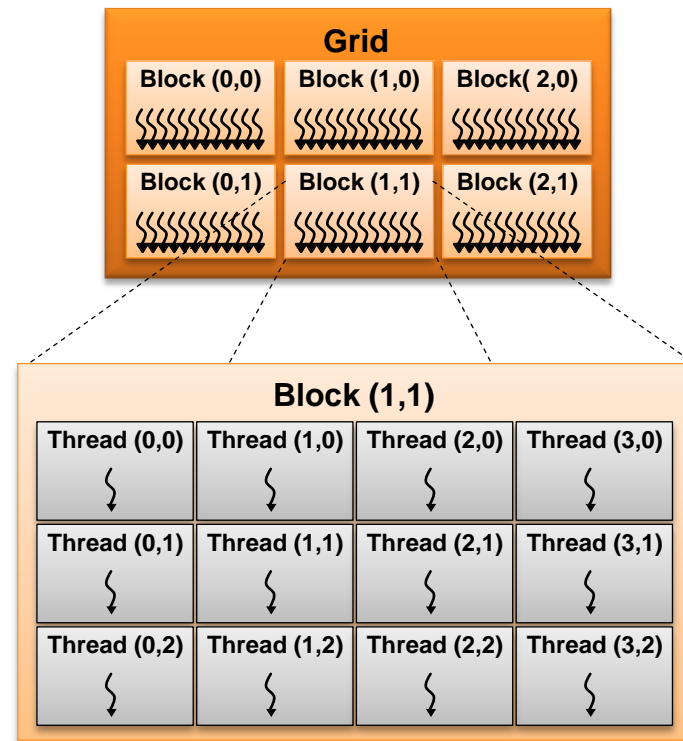 Grid
Block (0,0) Block (1,0) Block( 2,0)
Block (0,1) Block (1,1) Block (2,1)
Block (1,1)
Thread (0,0) Thread (1,0) Thread (2,0) Thread (3,0)
Thread (0,1) Thread (1,1) Thread (2,1) Thread (3,1)
Thread (0,2) Thread (1,2) Thread (2,2) Thread (3,2)